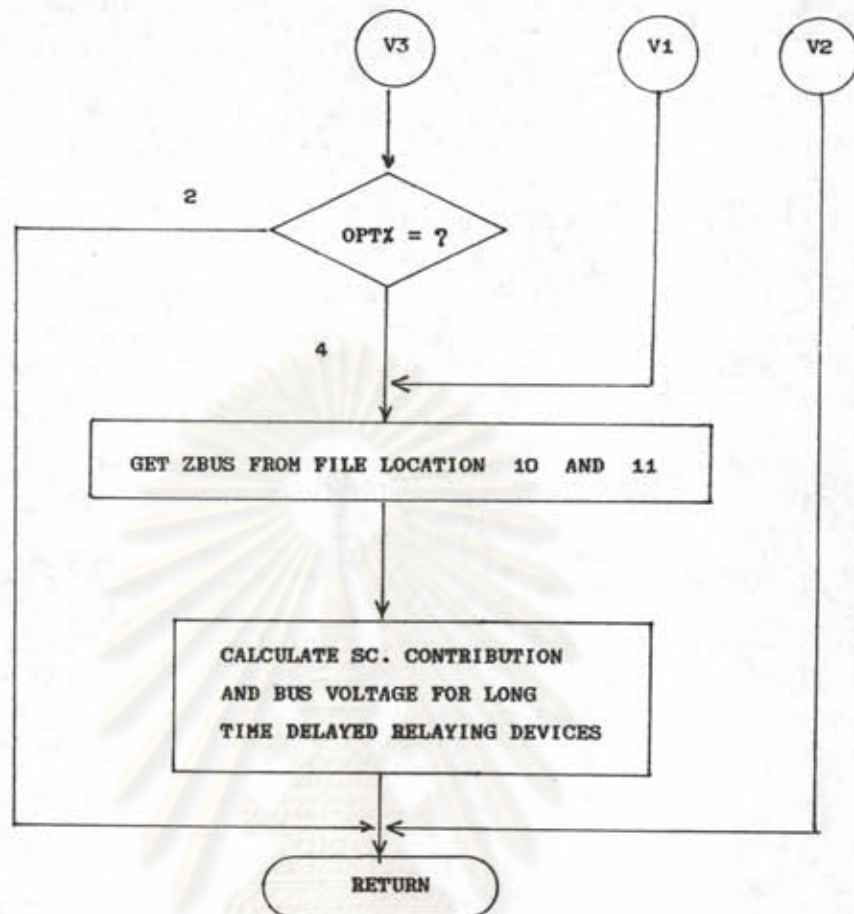 V3
V1
V2
2
OPT% = ?
4
GET ZBUS FROM FILE LOCATION 10 AND 11
CALCULATE SC. CONTRIBUTION
AND BUS VOLTAGE FOR LONG
TIME DELAYED RELAYING DEVICES
RETURN